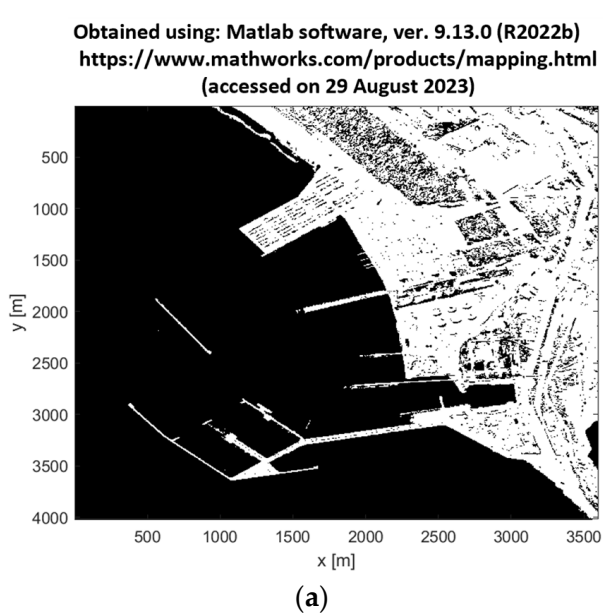 Obtained using: Matlab software, ver. 9.13.0 (R2022b)
https://www.mathworks.com/products/mapping.html
(accessed on 29 August 2023)
500
1000
1500
2000
2500
3000
3500
4000
y [m]
500 1000 1500 2000 2500 3000 3500
x [m]
(a)